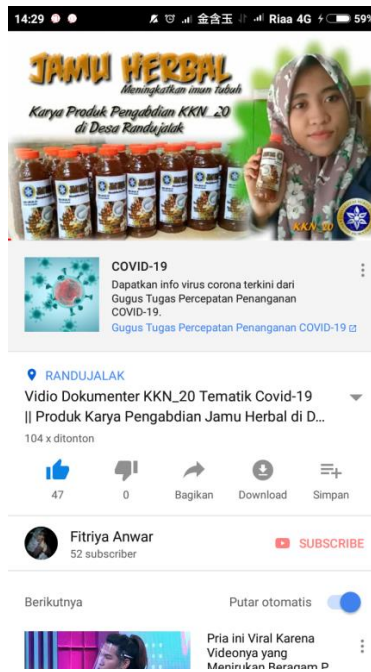 14:29
金含玉
Riaa 4G
59%
JAMU HERBAL
Meningkatkan imun tubuh
Karya Produk Pengabdian KKN_20
di Desa Randujalak
KKN_20
COVID-19
Dapatkan info virus corona terkini dari
Gugus Tugas Percepatan Penanganan
COVID-19.
Gugus Tugas Percepatan Penanganan COVID-19
RANDUJALAK
Vidio Dokumenter KKN_20 Tematik Covid-19
|| Produk Karya Pengabdian Jamu Herbal di D...
104 x ditonton
47
0
Bagikan
Download
Simpan
Fitriya Anwar
52 subscriber
SUBSCRIBE
Berikutnya
Putar otomatis
Pria ini Viral Karena
Videonya yang
Menirukan Beragam P